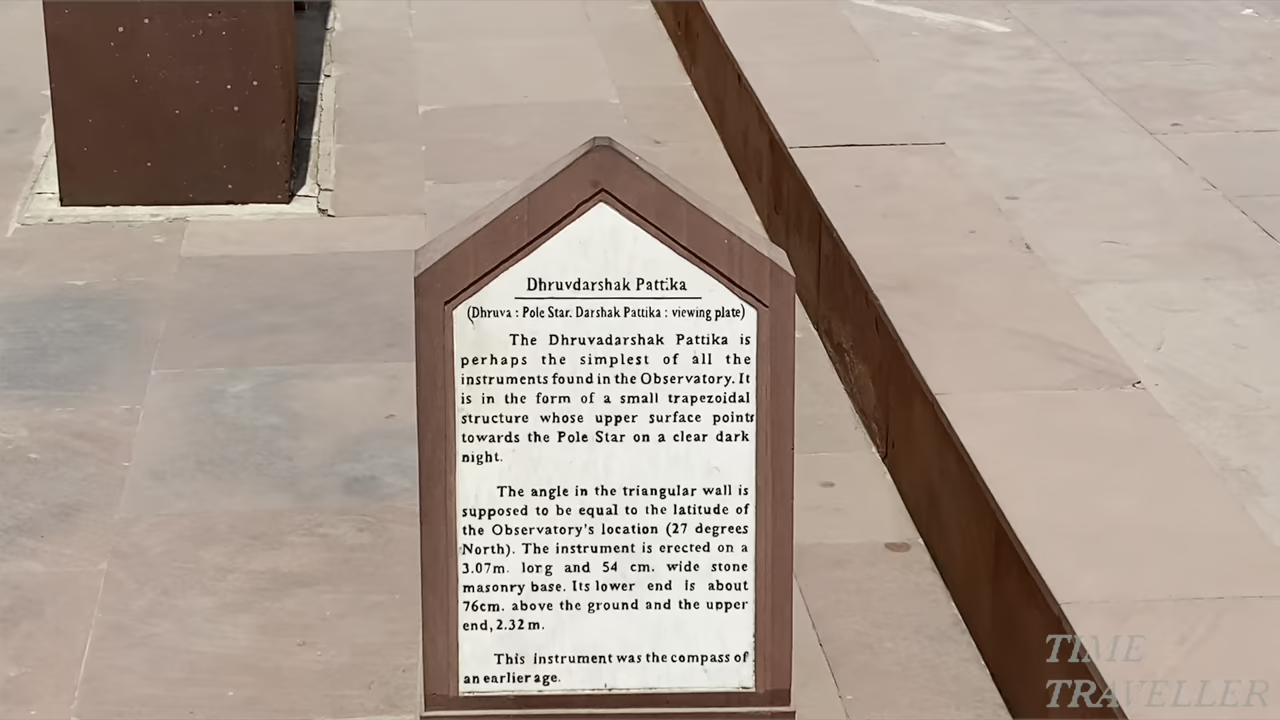 Dhruvdarshak Pattika
(Dhruva : Pole Star. Darshak Pattika : viewing plate)
The Dhruvadarshak Pattika is
perhaps the simplest of all the
instruments found in the Observatory. It
is in the form of a small trapezoidal
structure whose upper surface points
towards the Pole Star on a clear dark
night.
The angle in the triangular wall is
supposed to be equal to the latitude of
the Observatory's location (27 degrees
North). The instrument is erected on a
3.07m. long and 54 cm. wide stone
masonry base. Its lower end is about
76cm. above the ground and the upper
end, 2.32 m.
This instrument was the compass of
an earlier age.
TIME
TRAVELLER